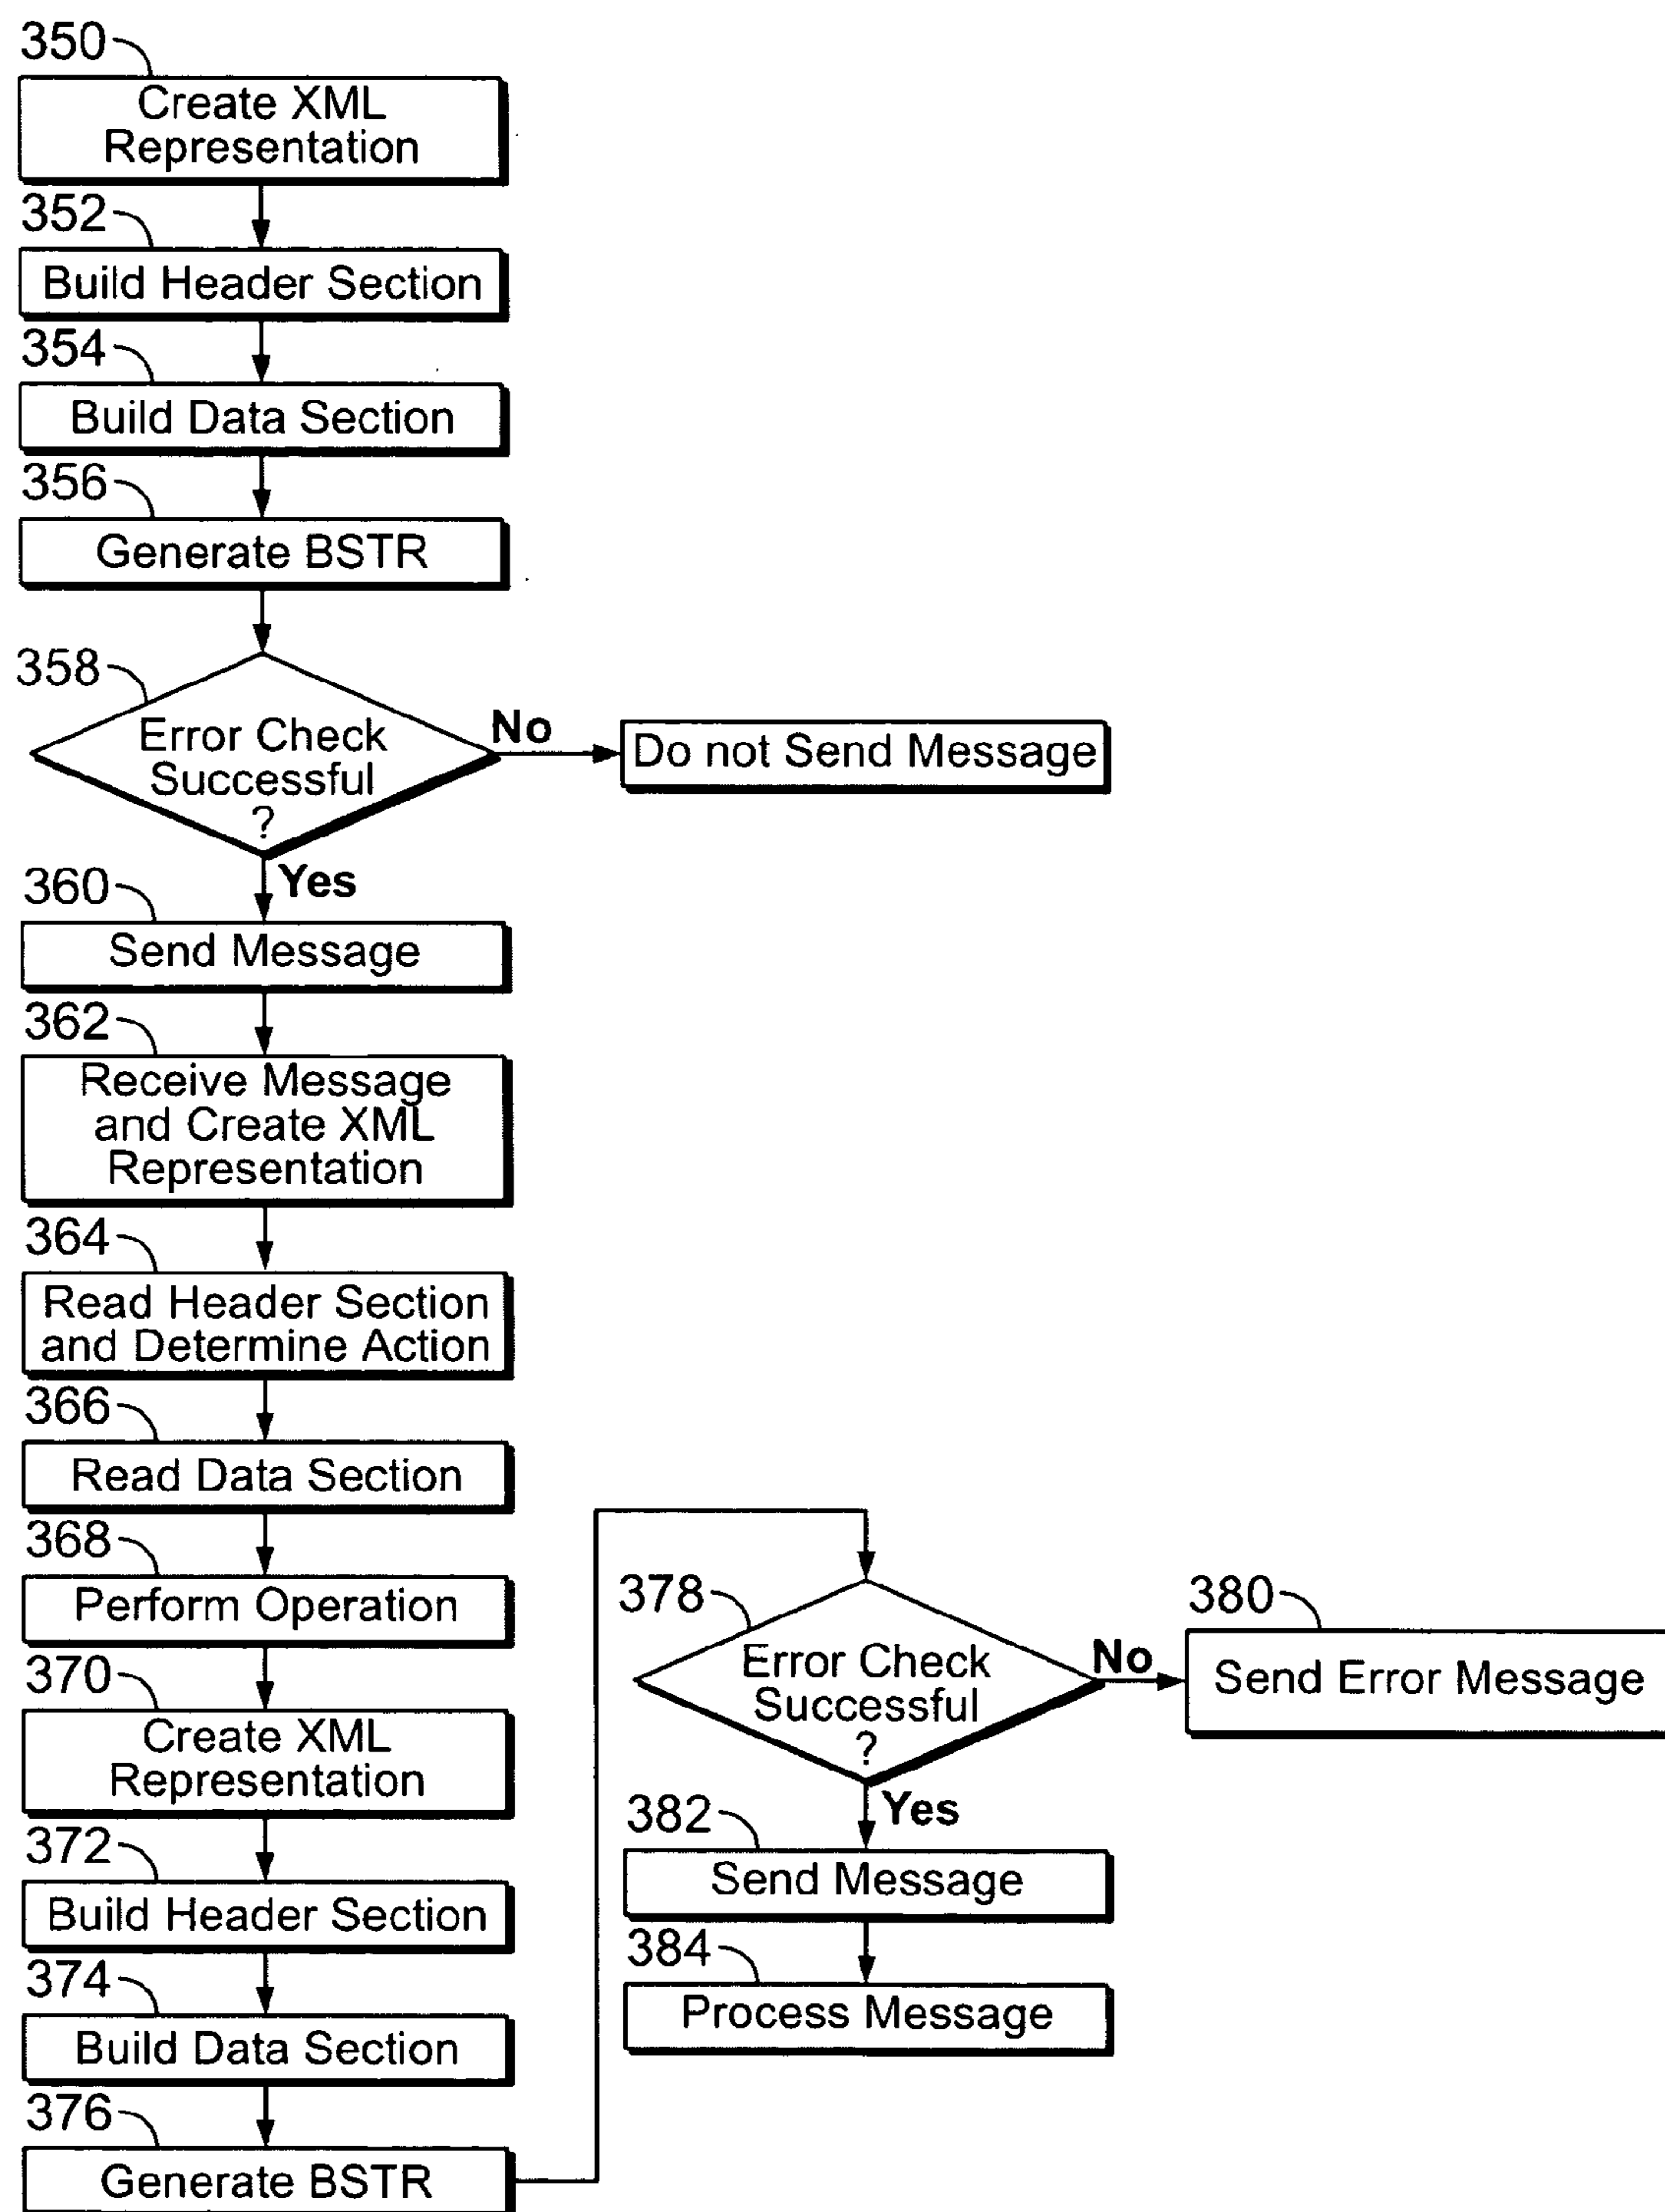 350
Create XML
Representation
352
Build Header Section
354
Build Data Section
356
Generate BSTR
358
Error Check
Successful
?
No
Do not Send Message
Yes
360
Send Message
362
Receive Message
and Create XML
Representation
364
Read Header Section
and Determine Action
366
Read Data Section
368
Perform Operation
370
Create XML
Representation
372
Build Header Section
374
Build Data Section
376
Generate BSTR
378
Error Check
Successful
?
No
380
Send Error Message
Yes
382
Send Message
384
Process Message